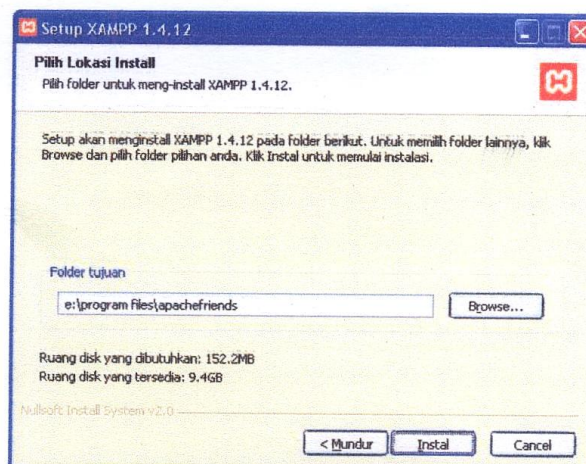 Setup XAMPP 1.4.12
Pilih Lokasi Install
Pilih folder untuk meng-install XAMPP 1.4.12.
Setup akan menginstall XAMPP 1.4.12 pada folder berikut. Untuk memilih folder lainnya, klik
Browse dan pilih folder pilihan anda. Klik Instal untuk memulai instalasi.
Folder tujuan
e:\program files\apachefriends
Browse...
Ruang disk yang dibutuhkan: 152.2MB
Ruang disk yang tersedia: 9.4GB
Nullsoft Install System v2.0
< Mundur Instal Cancel